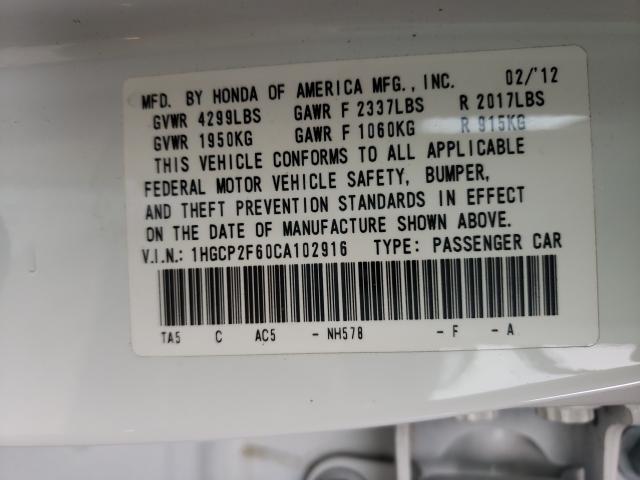 MFD. BY HONDA OF AMERICA MFG., INC. 02/'12
GVWR 4299LBS GAWR F 2337LBS R 2017LBS
GVWR 1950KG GAWR F 1060KG R 915KG
THIS VEHICLE CONFORMS TO ALL APPLICABLE
FEDERAL MOTOR VEHICLE SAFETY, BUMPER,
AND THEFT PREVENTION STANDARDS IN EFFECT
ON THE DATE OF MANUFACTURE SHOWN ABOVE.
V.I.N.: 1HGCP2F60CA102916 TYPE: PASSENGER CAR
TA5 C AC5 - NH578 - F - A